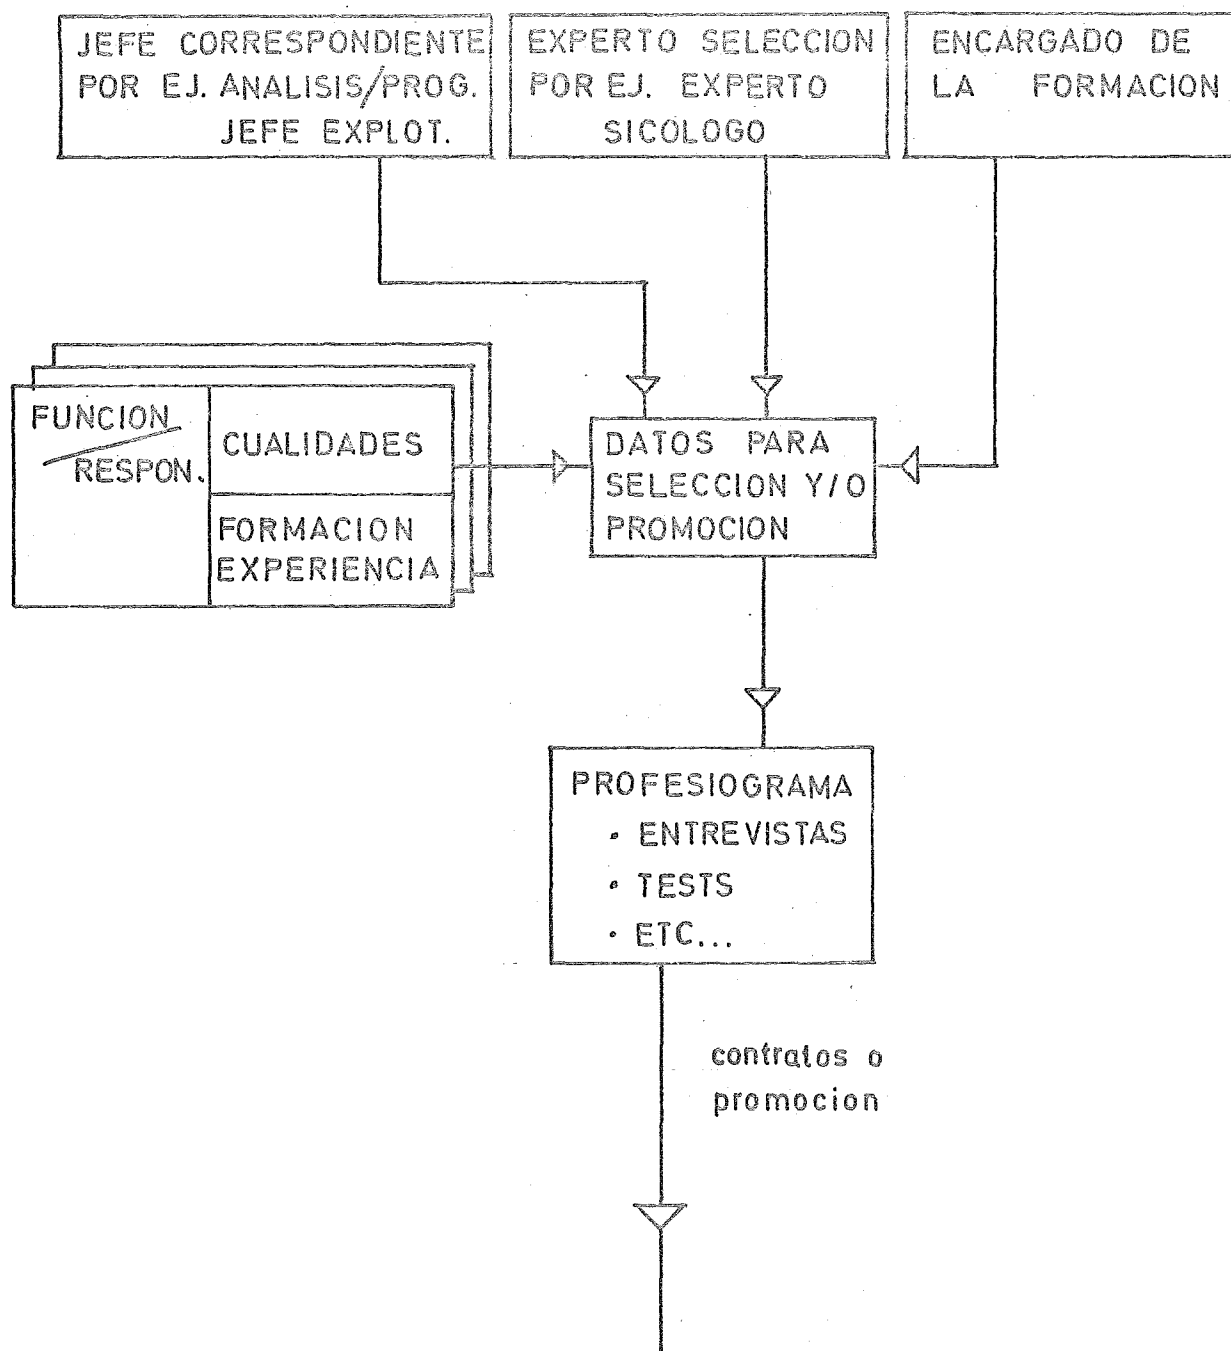 JEFE CORRESPONDIENTE
POR EJ. ANALISIS/PROG.
JEFE EXPLOT.
EXPERTO SELECCION
POR EJ. EXPERTO
SICOLOGO
ENCARGADO DE
LA FORMACION
FUNCION
RESPON.
CUALIDADES
FORMACION
EXPERIENCIA
DATOS PARA
SELECCION Y/O
PROMOCION
PROFESIOGRAMA
• ENTREVISTAS
• TESTS
• ETC...
contratos o
promocion